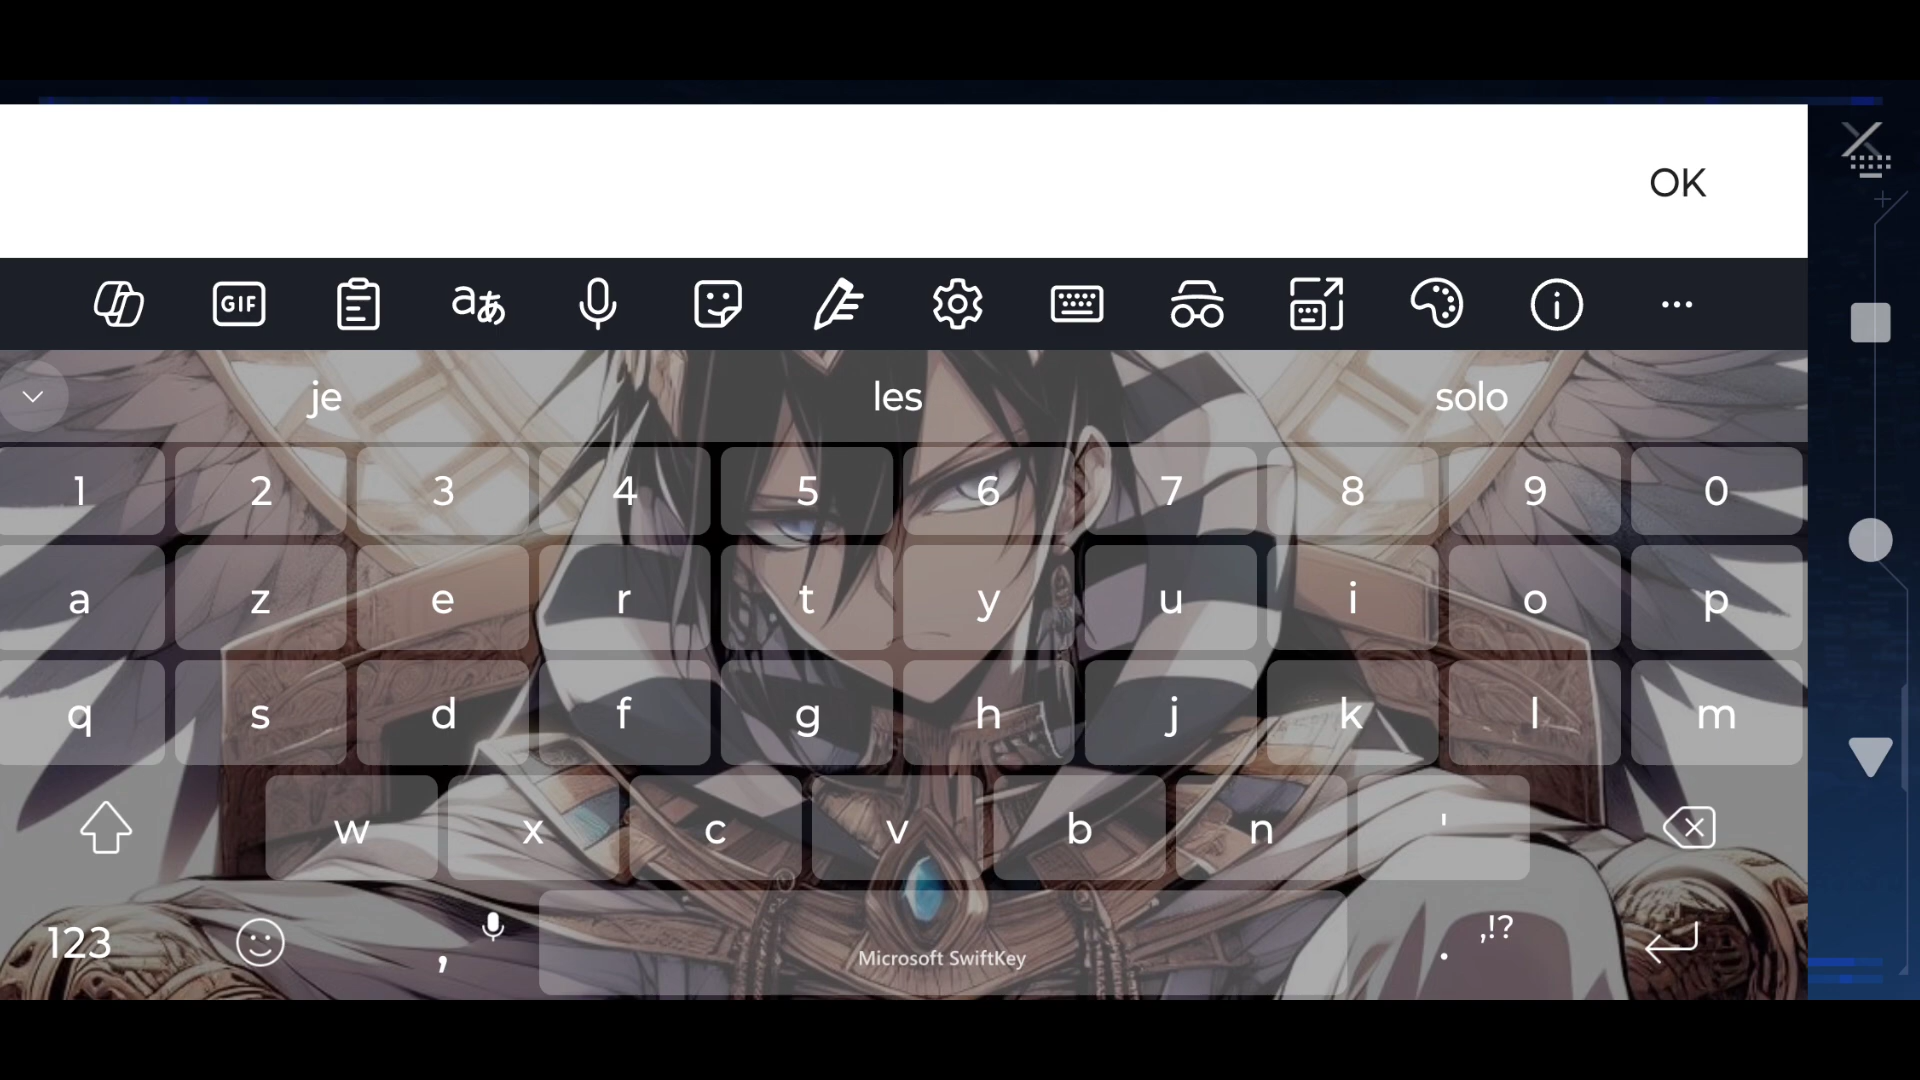 OK
GIF aあ
je les solo
1 2 3 4 5 6 7 8 9 0
a z e r t y u i o p
q s d f g h j k l m
w x c v b n '
123 , Microsoft SwiftKey . ,!?